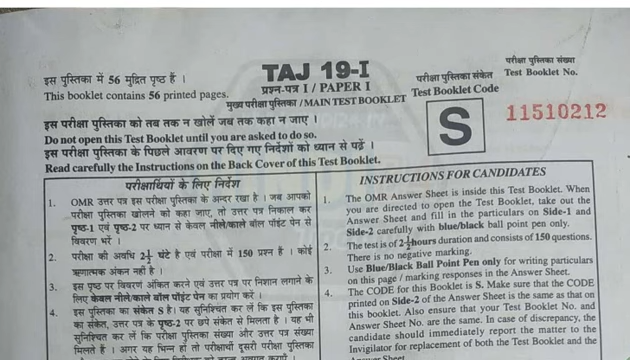 इस पुस्तिका में 56 मुद्रित पृष्ठ हैं ।
This booklet contains 56 printed pages.
TAJ 19-I
प्रश्न-पत्र I / PAPER I
मुख्य परीक्षा पुस्तिका / MAIN TEST BOOKLET
परीक्षा पुस्तिका संकेत
Test Booklet Code
S
परीक्षा पुस्तिका संख्या
Test Booklet No.
11510212
इस परीक्षा पुस्तिका को तब तक न खोलें जब तक कहा न जाए ।
Do not open this Test Booklet until you are asked to do so.
इस परीक्षा पुस्तिका के पिछले आवरण पर दिए गए निर्देशों को ध्यान से पढ़ें ।
Read carefully the Instructions on the Back Cover of this Test Booklet.
परीक्षार्थियों के लिए निर्देश
1. OMR उत्तर पत्र इस परीक्षा पुस्तिका के अन्दर रखा है । जब आपको
परीक्षा पुस्तिका खोलने को कहा जाए, तो उत्तर पत्र निकाल कर
पृष्ठ-1 एवं पृष्ठ-2 पर ध्यान से केवल नीले/काले बॉल पॉइंट पेन से
विवरण भरें ।
2. परीक्षा की अवधि 2½ घंटे है एवं परीक्षा में 150 प्रश्न हैं । कोई
ऋणात्मक अंकन नहीं है ।
3. इस पृष्ठ पर विवरण अंकित करने एवं उत्तर पत्र पर निशान लगाने के
लिए केवल नीले/काले बॉल पॉइंट पेन का प्रयोग करें ।
4. इस पुस्तिका का संकेत S है। यह सुनिश्चित कर लें कि इस पुस्तिका
का संकेत, उत्तर पत्र के पृष्ठ-2 पर छपे संकेत से मिलता है । यह भी
सुनिश्चित कर लें कि परीक्षा पुस्तिका संख्या और उत्तर पत्र संख्या
मिलते हैं । अगर यह भिन्न हों तो परीक्षार्थी दूसरी परीक्षा पुस्तिका
INSTRUCTIONS FOR CANDIDATES
1. The OMR Answer Sheet is inside this Test Booklet. When
you are directed to open the Test Booklet, take out the
Answer Sheet and fill in the particulars on Side-1 and
Side-2 carefully with blue/black ball point pen only.
2. The test is of 2½ hours duration and consists of 150 questions.
There is no negative marking.
3. Use Blue/Black Ball Point Pen only for writing particulars
on this page / marking responses in the Answer Sheet.
4. The CODE for this Booklet is S. Make sure that the CODE
printed on Side-2 of the Answer Sheet is the same as that on
this booklet. Also ensure that your Test Booklet No. and
Answer Sheet No. are the same. In case of discrepancy, the
candidate should immediately report the matter to the
Invigilator for replacement of both the Test Booklet and the